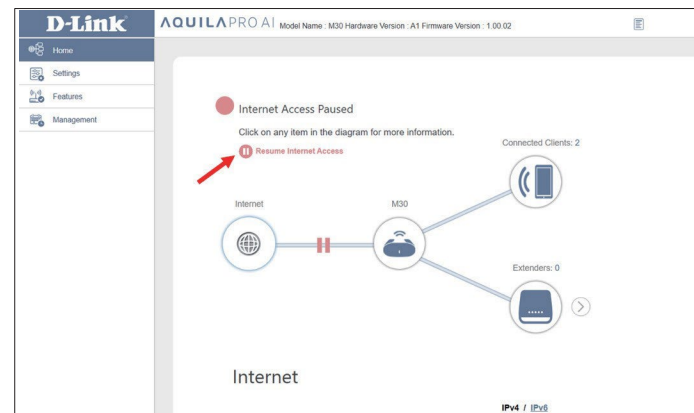 D-Link
AQUILA PRO AI Model Name : M30 Hardware Version : A1 Firmware Version : 1.00.02
Home
Settings
Features
Management
Internet Access Paused
Click on any item in the diagram for more information.
Resume Internet Access
Connected Clients: 2
Internet
M30
Extenders: 0
Internet
IPv4 / IPv6